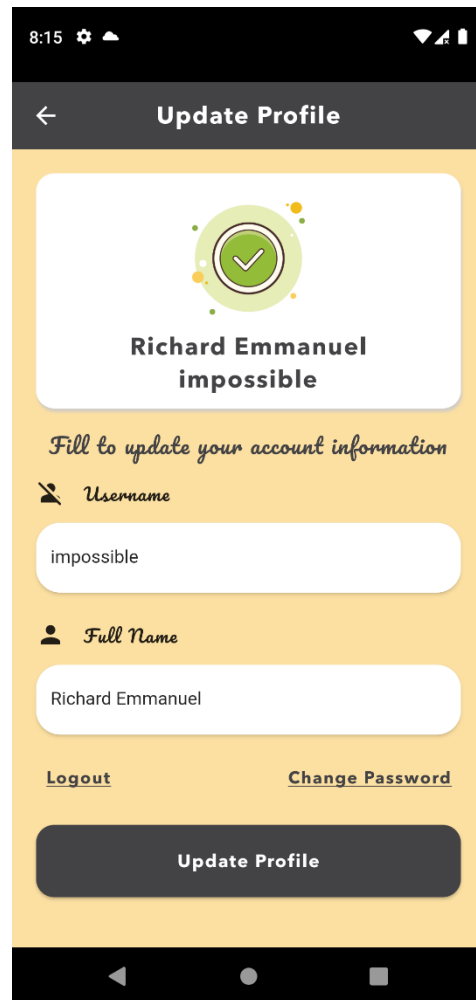 8:15
Update Profile
Richard Emmanuel
impossible
Fill to update your account information
Username
impossible
Full Name
Richard Emmanuel
Logout Change Password
Update Profile